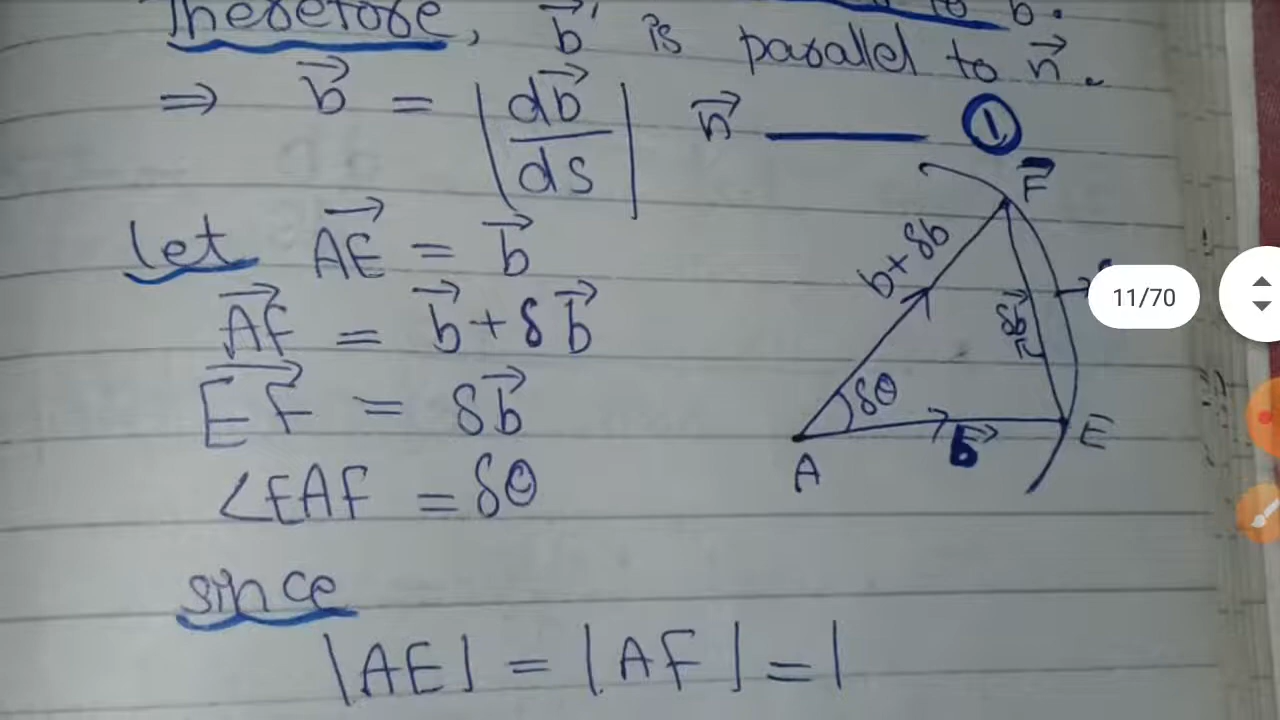 Therefore, b⃗' is parallel to n⃗.
⇒ b⃗ = |db⃗/ds| n⃗ —— ①
let AE⃗ = b⃗
AF⃗ = b⃗ + δb⃗
EF⃗ = δb⃗
∠EAF = δθ
since
|AE| = |AF| = 1
F⃗
b + δb
δb⃗
δθ
A
b⃗
E
11/70